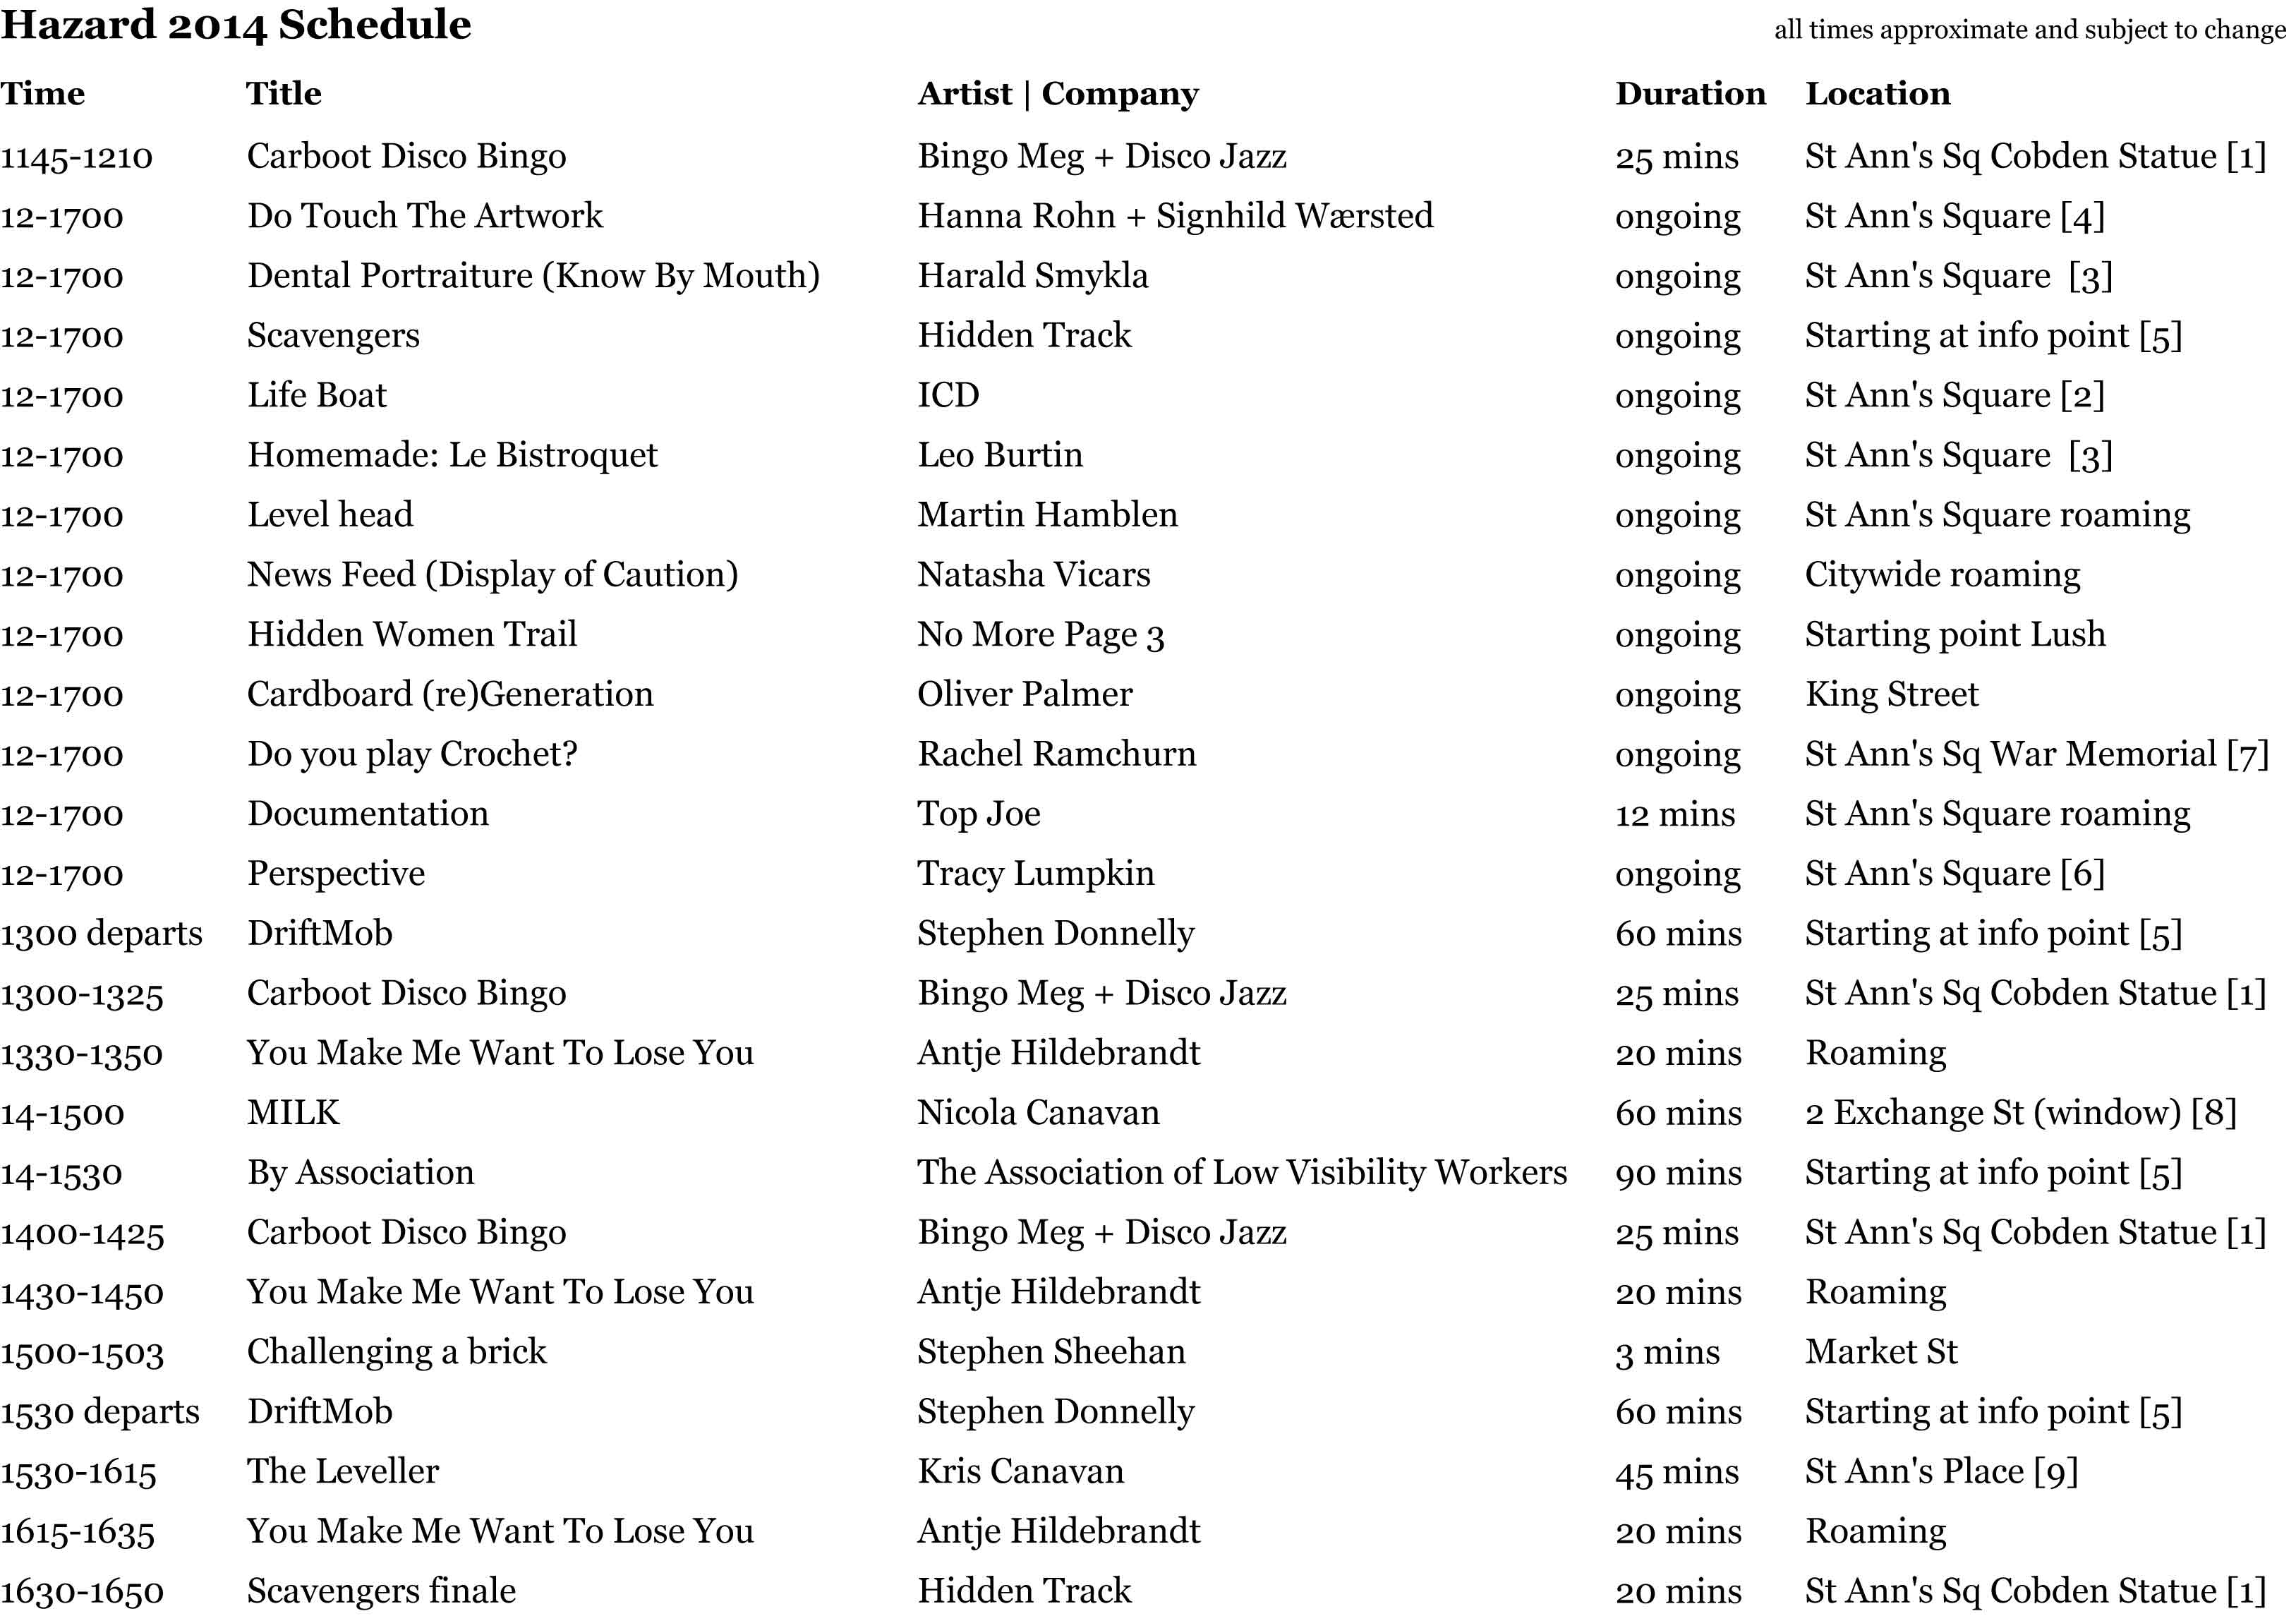 Hazard 2014 Schedule all times approximate and subject to change
Time Title Artist | Company Duration Location
1145-1210 Carboot Disco Bingo Bingo Meg + Disco Jazz 25 mins St Ann's Sq Cobden Statue [1]
12-1700 Do Touch The Artwork Hanna Rohn + Signhild Wærsted ongoing St Ann's Square [4]
12-1700 Dental Portraiture (Know By Mouth) Harald Smykla ongoing St Ann's Square [3]
12-1700 Scavengers Hidden Track ongoing Starting at info point [5]
12-1700 Life Boat ICD ongoing St Ann's Square [2]
12-1700 Homemade: Le Bistroquet Leo Burtin ongoing St Ann's Square [3]
12-1700 Level head Martin Hamblen ongoing St Ann's Square roaming
12-1700 News Feed (Display of Caution) Natasha Vicars ongoing Citywide roaming
12-1700 Hidden Women Trail No More Page 3 ongoing Starting point Lush
12-1700 Cardboard (re)Generation Oliver Palmer ongoing King Street
12-1700 Do you play Crochet? Rachel Ramchurn ongoing St Ann's Sq War Memorial [7]
12-1700 Documentation Top Joe 12 mins St Ann's Square roaming
12-1700 Perspective Tracy Lumpkin ongoing St Ann's Square [6]
1300 departs DriftMob Stephen Donnelly 60 mins Starting at info point [5]
1300-1325 Carboot Disco Bingo Bingo Meg + Disco Jazz 25 mins St Ann's Sq Cobden Statue [1]
1330-1350 You Make Me Want To Lose You Antje Hildebrandt 20 mins Roaming
14-1500 MILK Nicola Canavan 60 mins 2 Exchange St (window) [8]
14-1530 By Association The Association of Low Visibility Workers 90 mins Starting at info point [5]
1400-1425 Carboot Disco Bingo Bingo Meg + Disco Jazz 25 mins St Ann's Sq Cobden Statue [1]
1430-1450 You Make Me Want To Lose You Antje Hildebrandt 20 mins Roaming
1500-1503 Challenging a brick Stephen Sheehan 3 mins Market St
1530 departs DriftMob Stephen Donnelly 60 mins Starting at info point [5]
1530-1615 The Leveller Kris Canavan 45 mins St Ann's Place [9]
1615-1635 You Make Me Want To Lose You Antje Hildebrandt 20 mins Roaming
1630-1650 Scavengers finale Hidden Track 20 mins St Ann's Sq Cobden Statue [1]